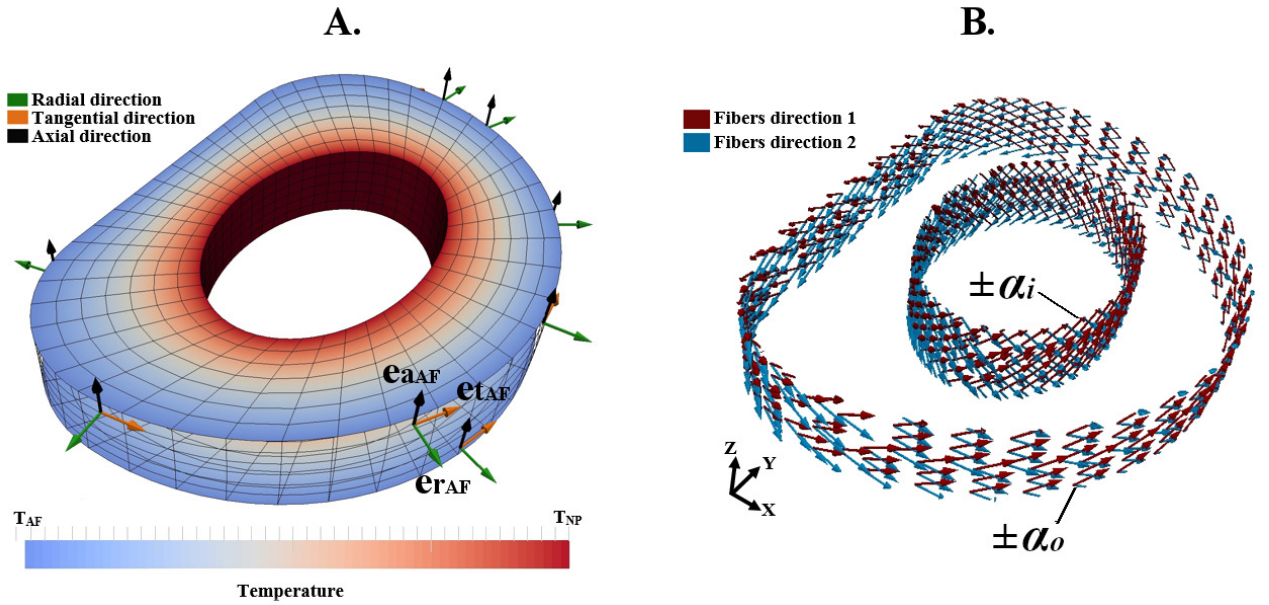 A.
B.
Radial direction
Tangential direction
Axial direction
Fibers direction 1
Fibers direction 2
eaAF
etAF
erAF
±αi
±αo
Z
Y
X
TAF
TNP
Temperature